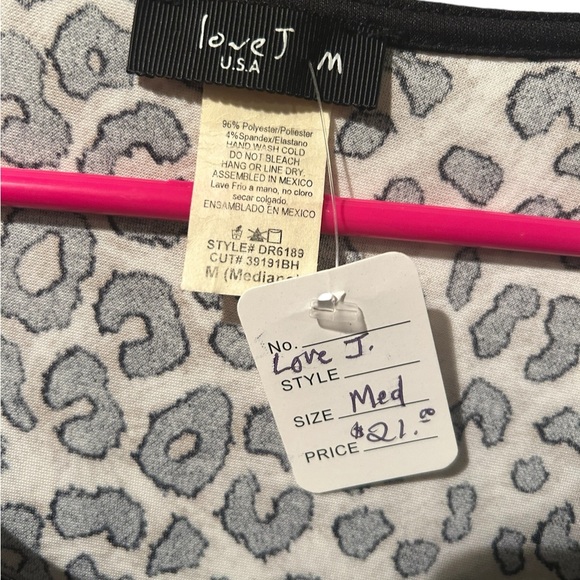 love J M
U.S.A
96% Polyester/Poliester
4%Spandex/Elastano
HAND WASH COLD
DO NOT BLEACH
HANG OR LINE DRY.
ASSEMBLED IN MEXICO
Lave Frio a mano, no cloro
secar colgado.
ENSAMBLADO EN MEXICO
STYLE# DR6189
CUT# 39191BH
M (Mediano
No.
Love J.
STYLE
SIZE Med
PRICE $21.00